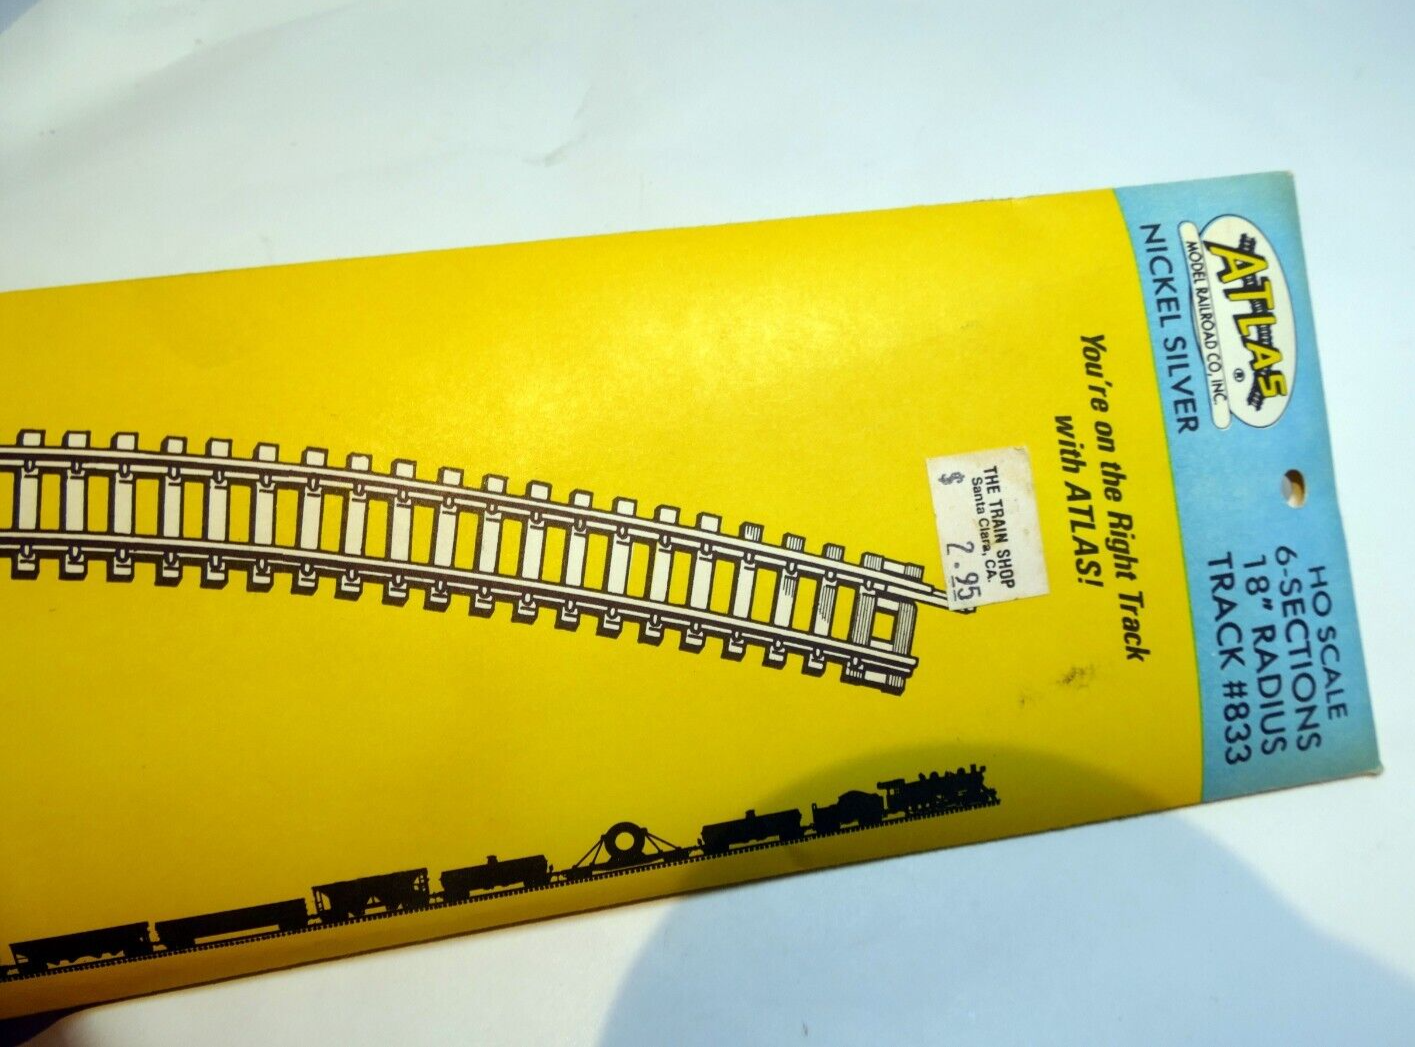 ATLAS®
MODEL RAILROAD CO., INC.
NICKEL SILVER
HO SCALE
6-SECTIONS
18" RADIUS
TRACK #833
You're on the Right Track
with ATLAS!
THE TRAIN SHOP
Santa Clara, CA.
$ 2.95